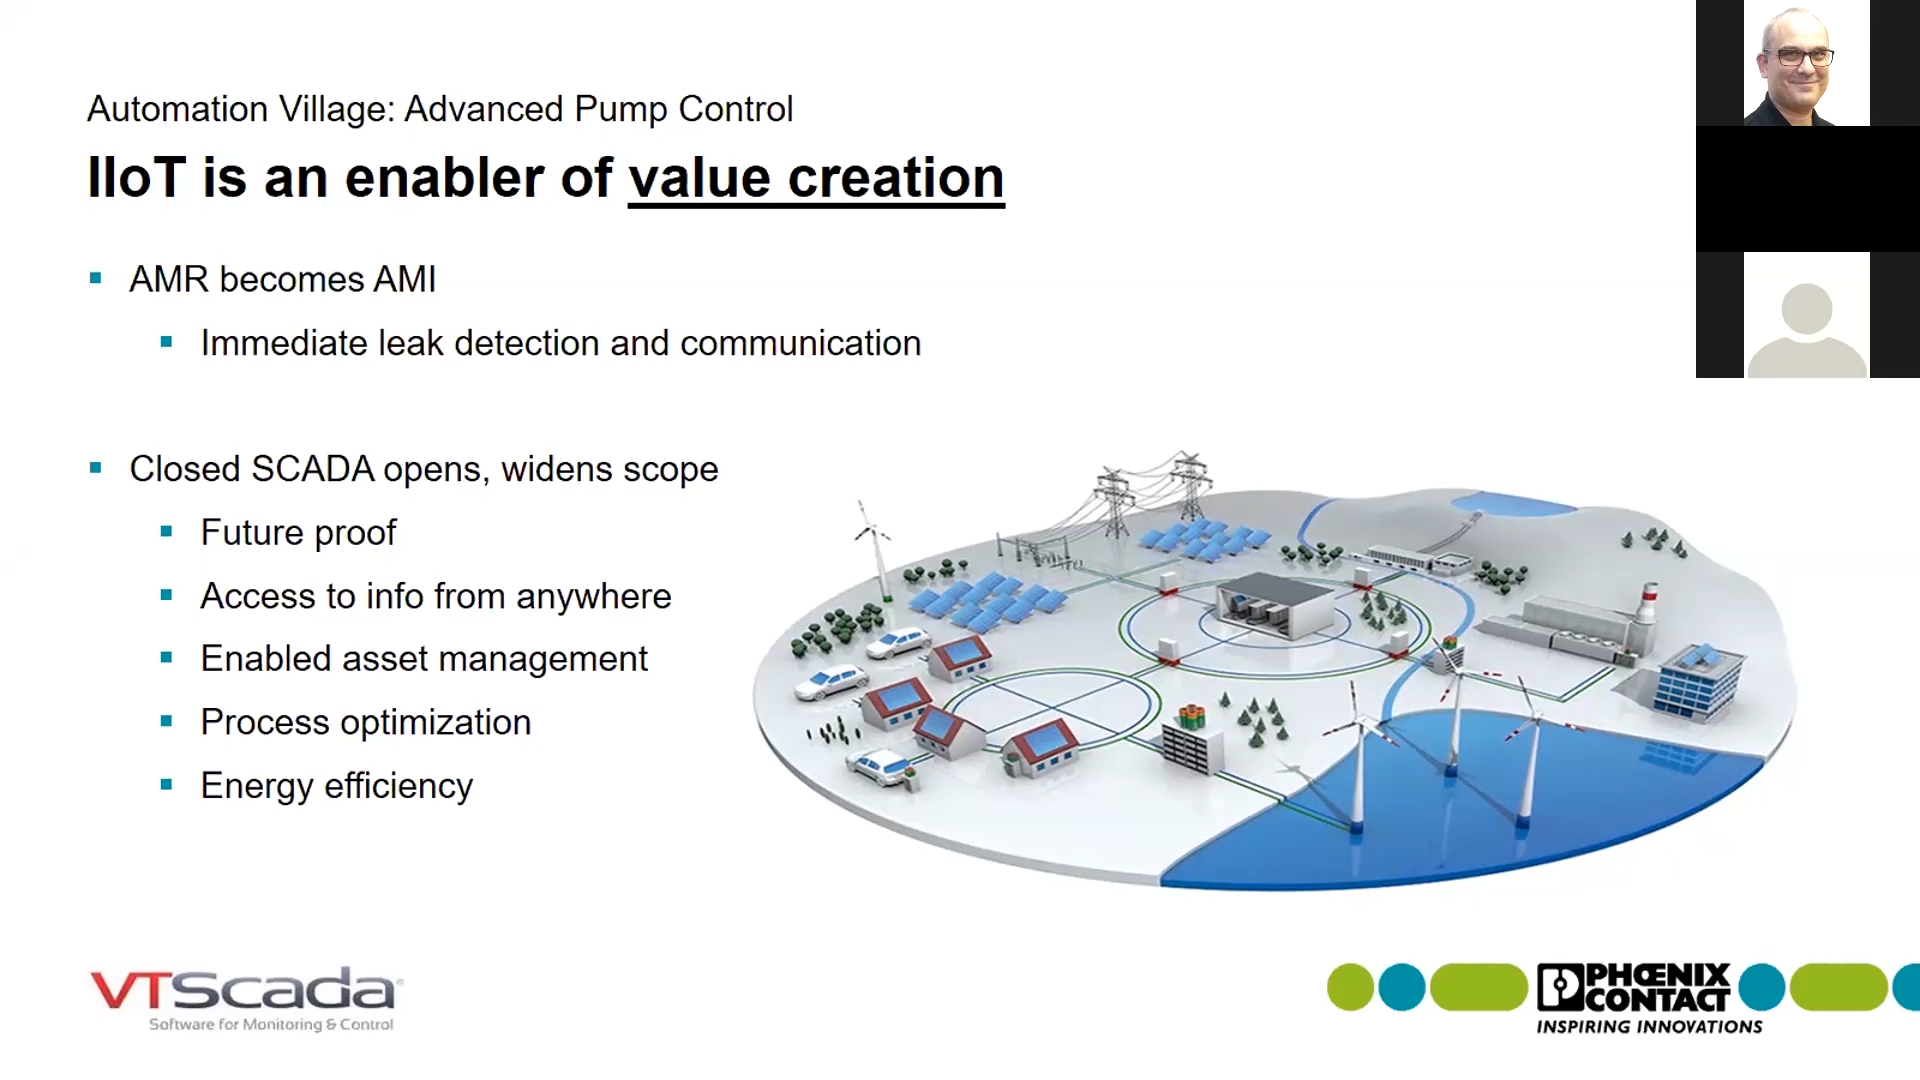 Automation Village: Advanced Pump Control
IIoT is an enabler of value creation
AMR becomes AMI
Immediate leak detection and communication
Closed SCADA opens, widens scope
Future proof
Access to info from anywhere
Enabled asset management
Process optimization
Energy efficiency
VTScada®
Software for Monitoring & Control
PHŒNIX
CONTACT
INSPIRING INNOVATIONS